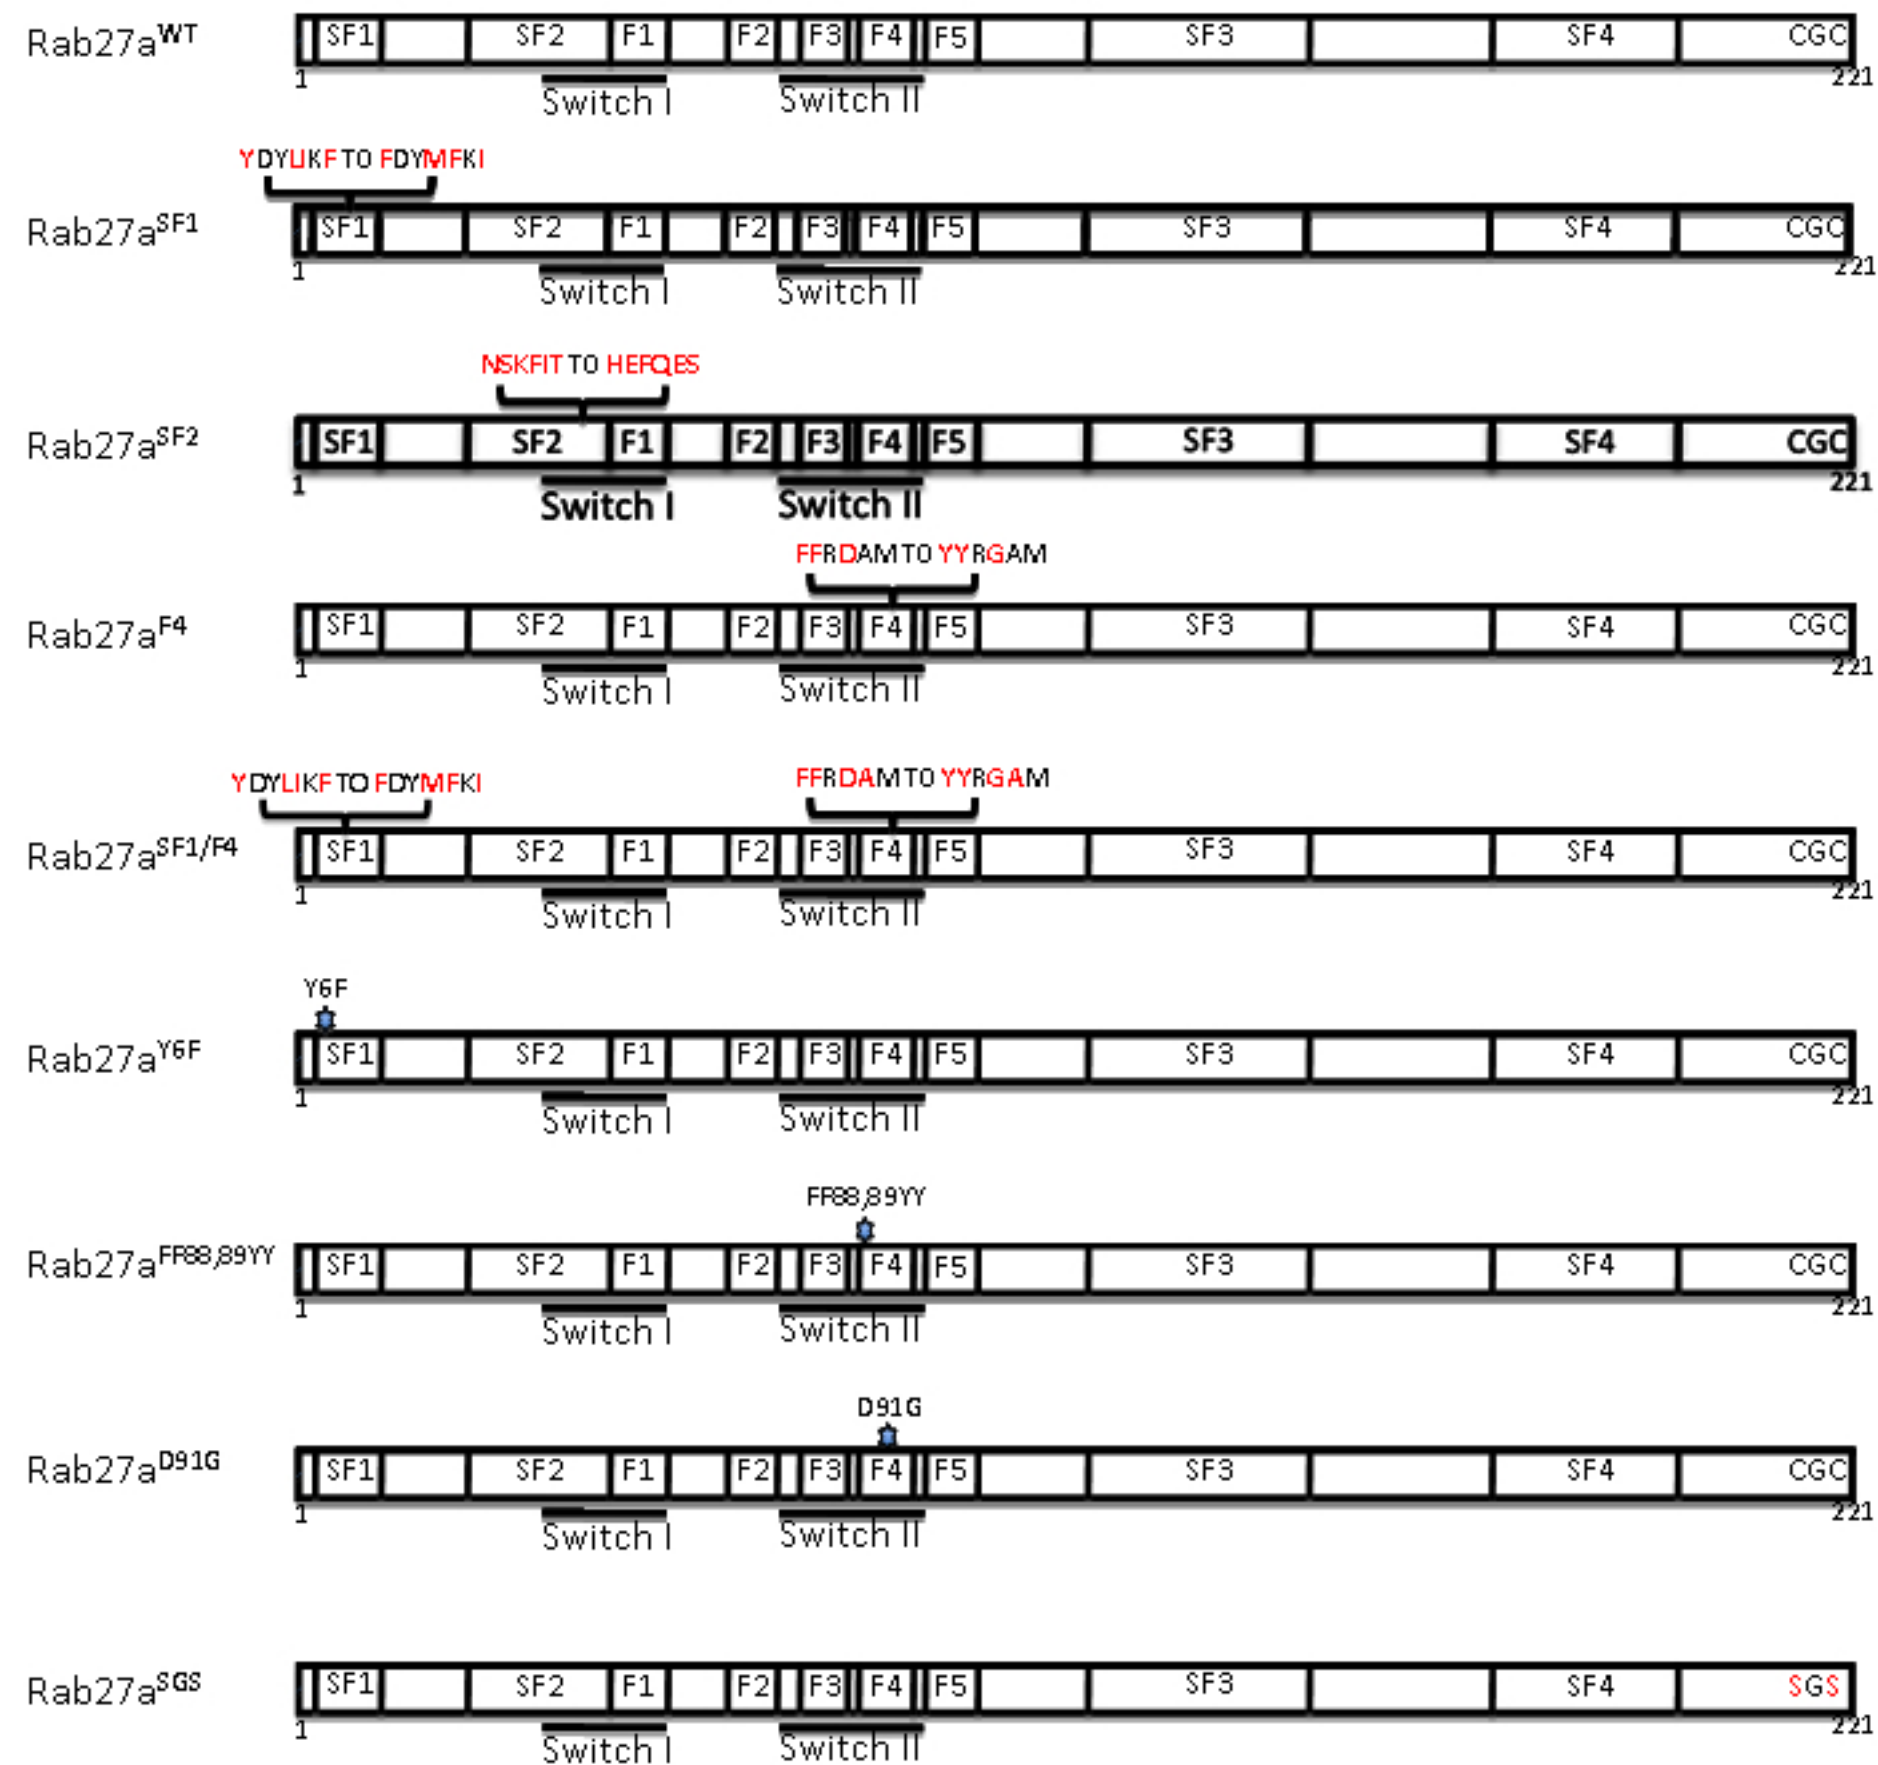 Rab27aWT SF1 SF2 F1 F2 F3 F4 F5 SF3 SF4 CGC
1 221
Switch I Switch II
YDYLIKF TO FDYMFKI
Rab27aSF1 SF1 SF2 F1 F2 F3 F4 F5 SF3 SF4 CGC
1 221
Switch I Switch II
NSKFIT TO HEFQES
Rab27aSF2 SF1 SF2 F1 F2 F3 F4 F5 SF3 SF4 CGC
1 221
Switch I Switch II
FFRDAM TO YYRGAM
Rab27aF4 SF1 SF2 F1 F2 F3 F4 F5 SF3 SF4 CGC
1 221
Switch I Switch II
YDYLIKF TO FDYMFKI FFRDAM TO YYRGAM
Rab27aSF1/F4 SF1 SF2 F1 F2 F3 F4 F5 SF3 SF4 CGC
1 221
Switch I Switch II
Y6F
Rab27aY6F SF1 SF2 F1 F2 F3 F4 F5 SF3 SF4 CGC
1 221
Switch I Switch II
FF88,89YY
Rab27aFF88,89YY SF1 SF2 F1 F2 F3 F4 F5 SF3 SF4 CGC
1 221
Switch I Switch II
D91G
Rab27aD91G SF1 SF2 F1 F2 F3 F4 F5 SF3 SF4 CGC
1 221
Switch I Switch II
Rab27aSGS SF1 SF2 F1 F2 F3 F4 F5 SF3 SF4 SGS
1 221
Switch I Switch II